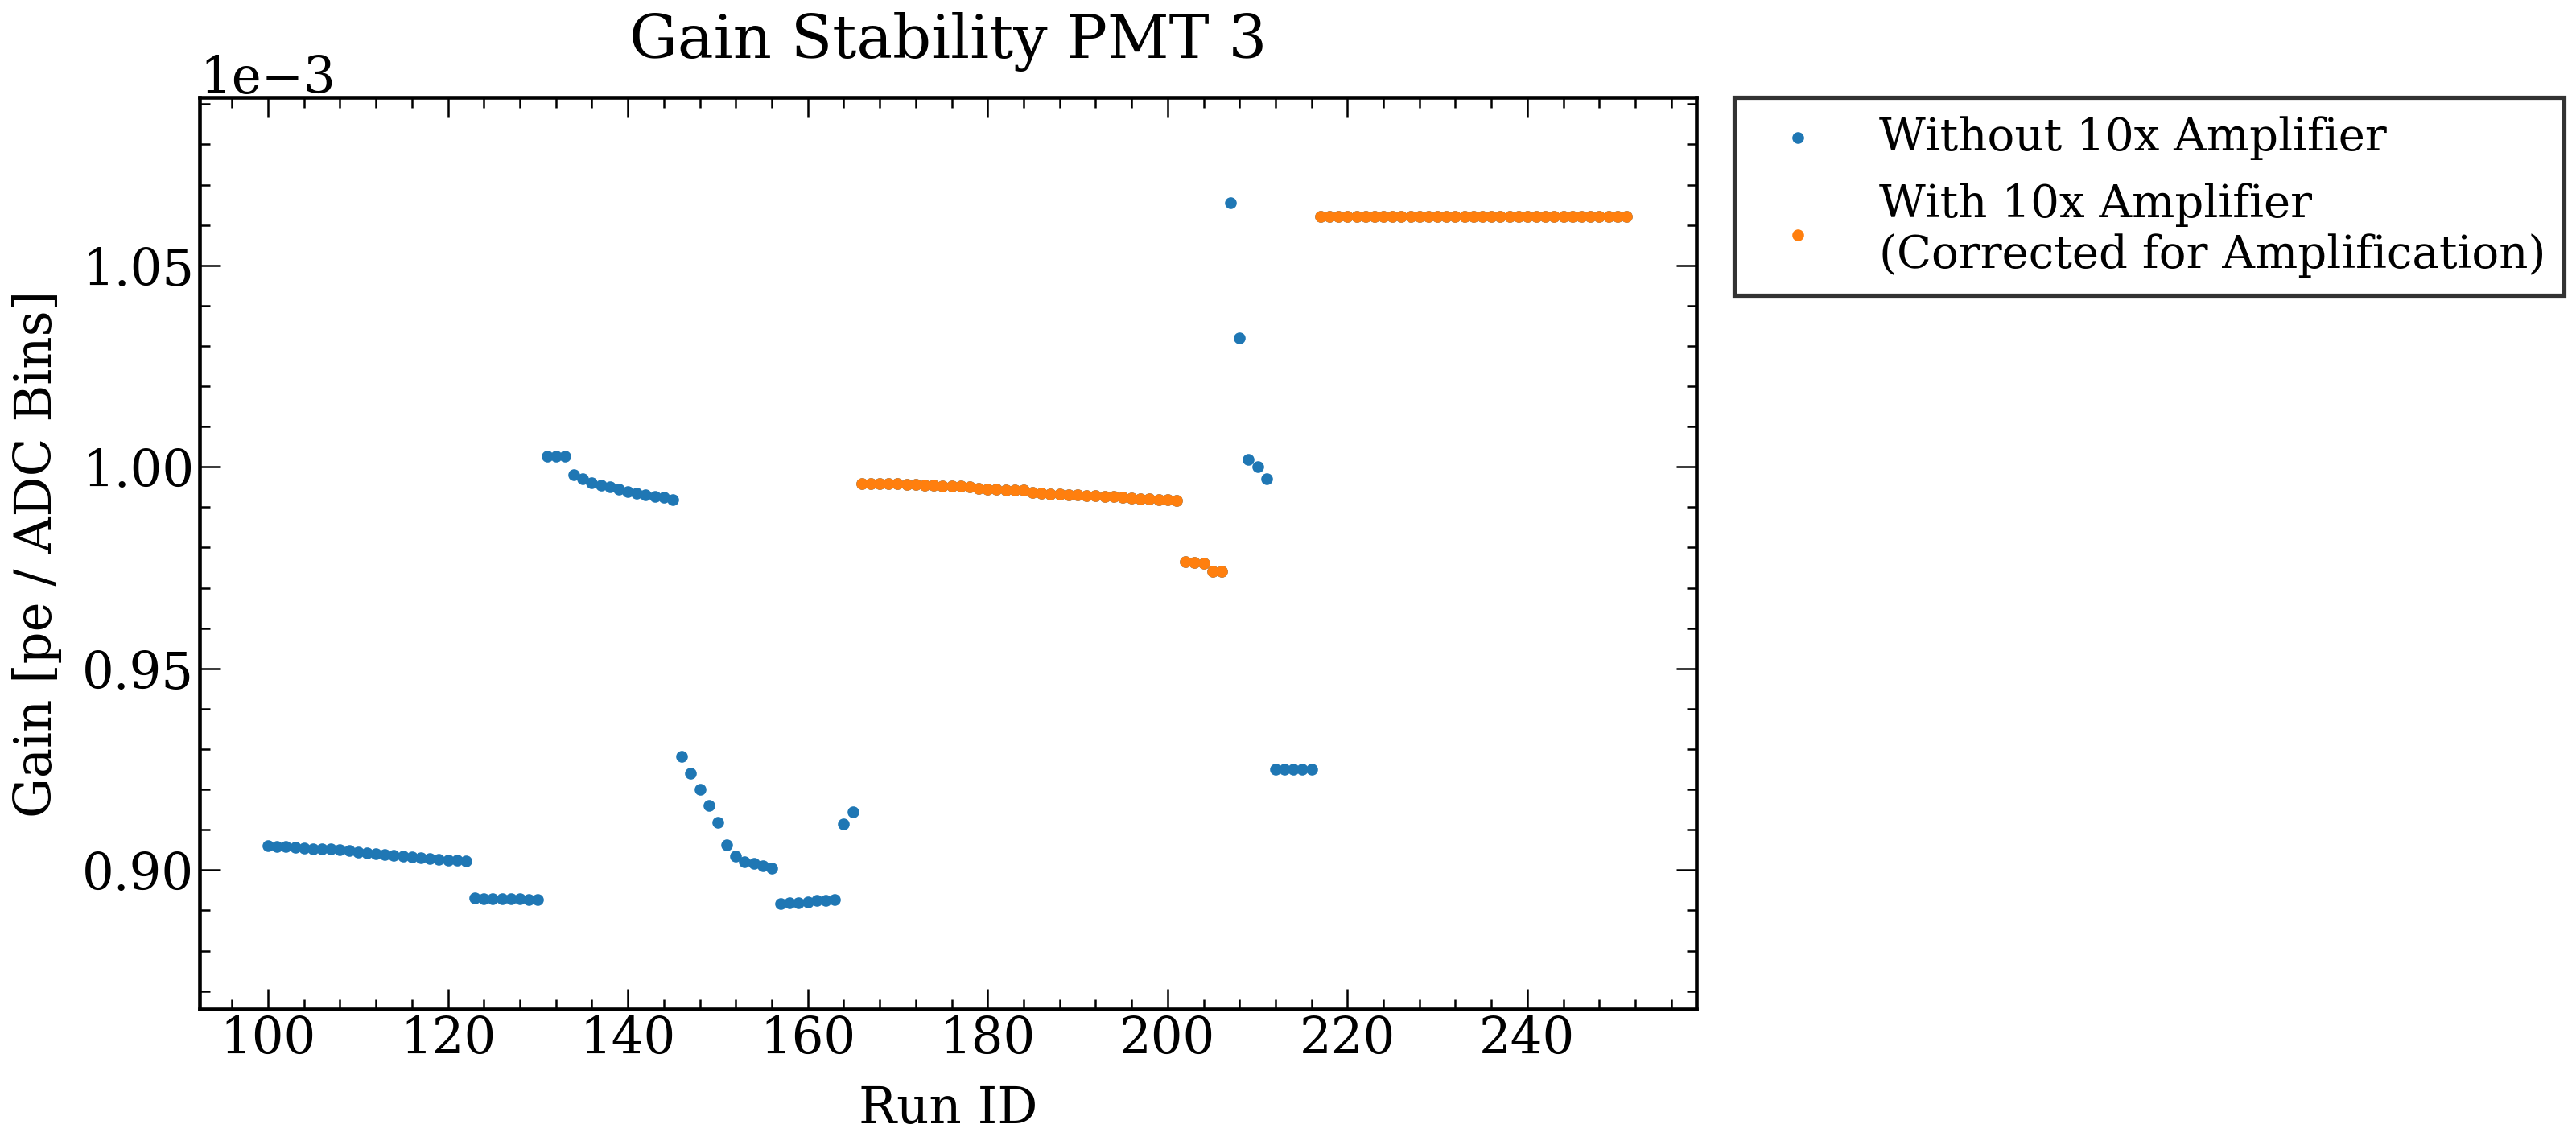 Gain Stability PMT 3
1e−3
Without 10x Amplifier
With 10x Amplifier
(Corrected for Amplification)
1.05
1.00
0.95
0.90
Gain [pe / ADC Bins]
100 120 140 160 180 200 220 240
Run ID